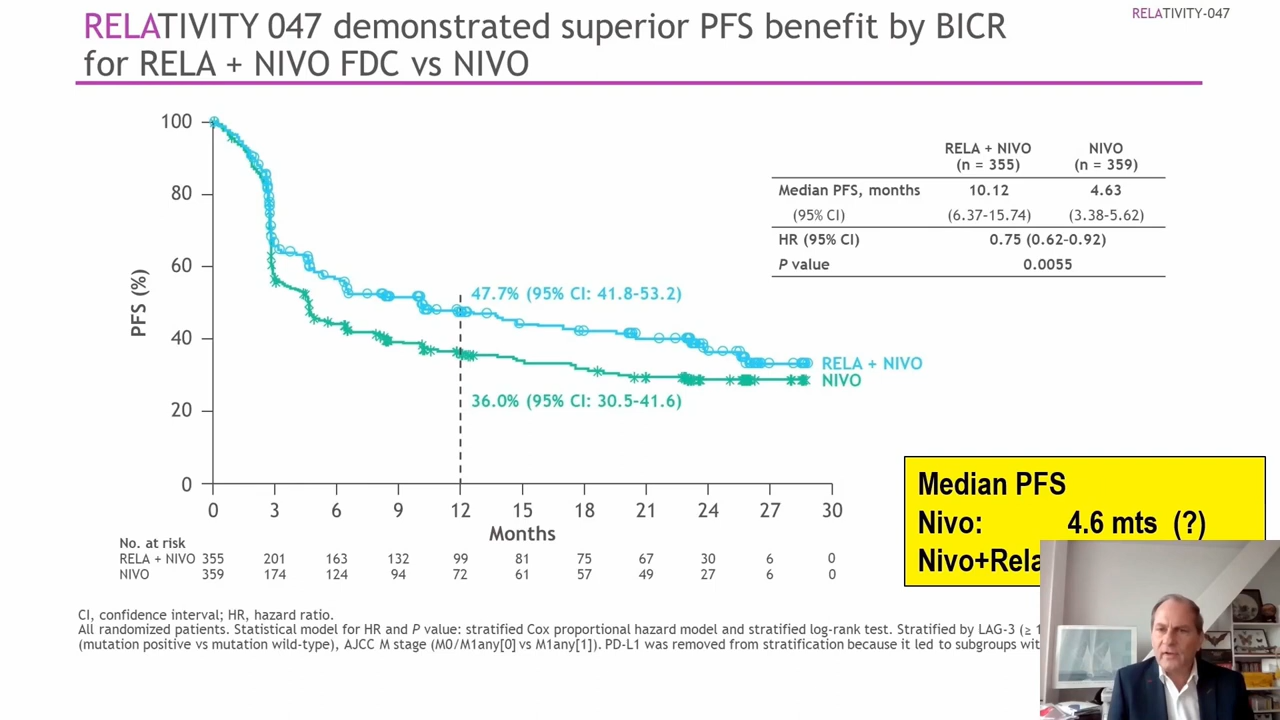 RELATIVITY-047
RELATIVITY 047 demonstrated superior PFS benefit by BICR
for RELA + NIVO FDC vs NIVO
100
80
60
40
20
0
PFS (%)
47.7% (95% CI: 41.8–53.2)
36.0% (95% CI: 30.5–41.6)
RELA + NIVO
NIVO
0 3 6 9 12 15 18 21 24 27 30
Months
RELA + NIVO NIVO
(n = 355) (n = 359)
Median PFS, months 10.12 4.63
(95% CI) (6.37–15.74) (3.38–5.62)
HR (95% CI) 0.75 (0.62–0.92)
P value 0.0055
Median PFS
Nivo: 4.6 mts (?)
Nivo+Rela
No. at risk
RELA + NIVO 355 201 163 132 99 81 75 67 30 6 0
NIVO 359 174 124 94 72 61 57 49 27 6 0
CI, confidence interval; HR, hazard ratio.
All randomized patients. Statistical model for HR and P value: stratified Cox proportional hazard model and stratified log-rank test. Stratified by LAG-3 (≥ 1
(mutation positive vs mutation wild-type), AJCC M stage (M0/M1any[0] vs M1any[1]). PD-L1 was removed from stratification because it led to subgroups